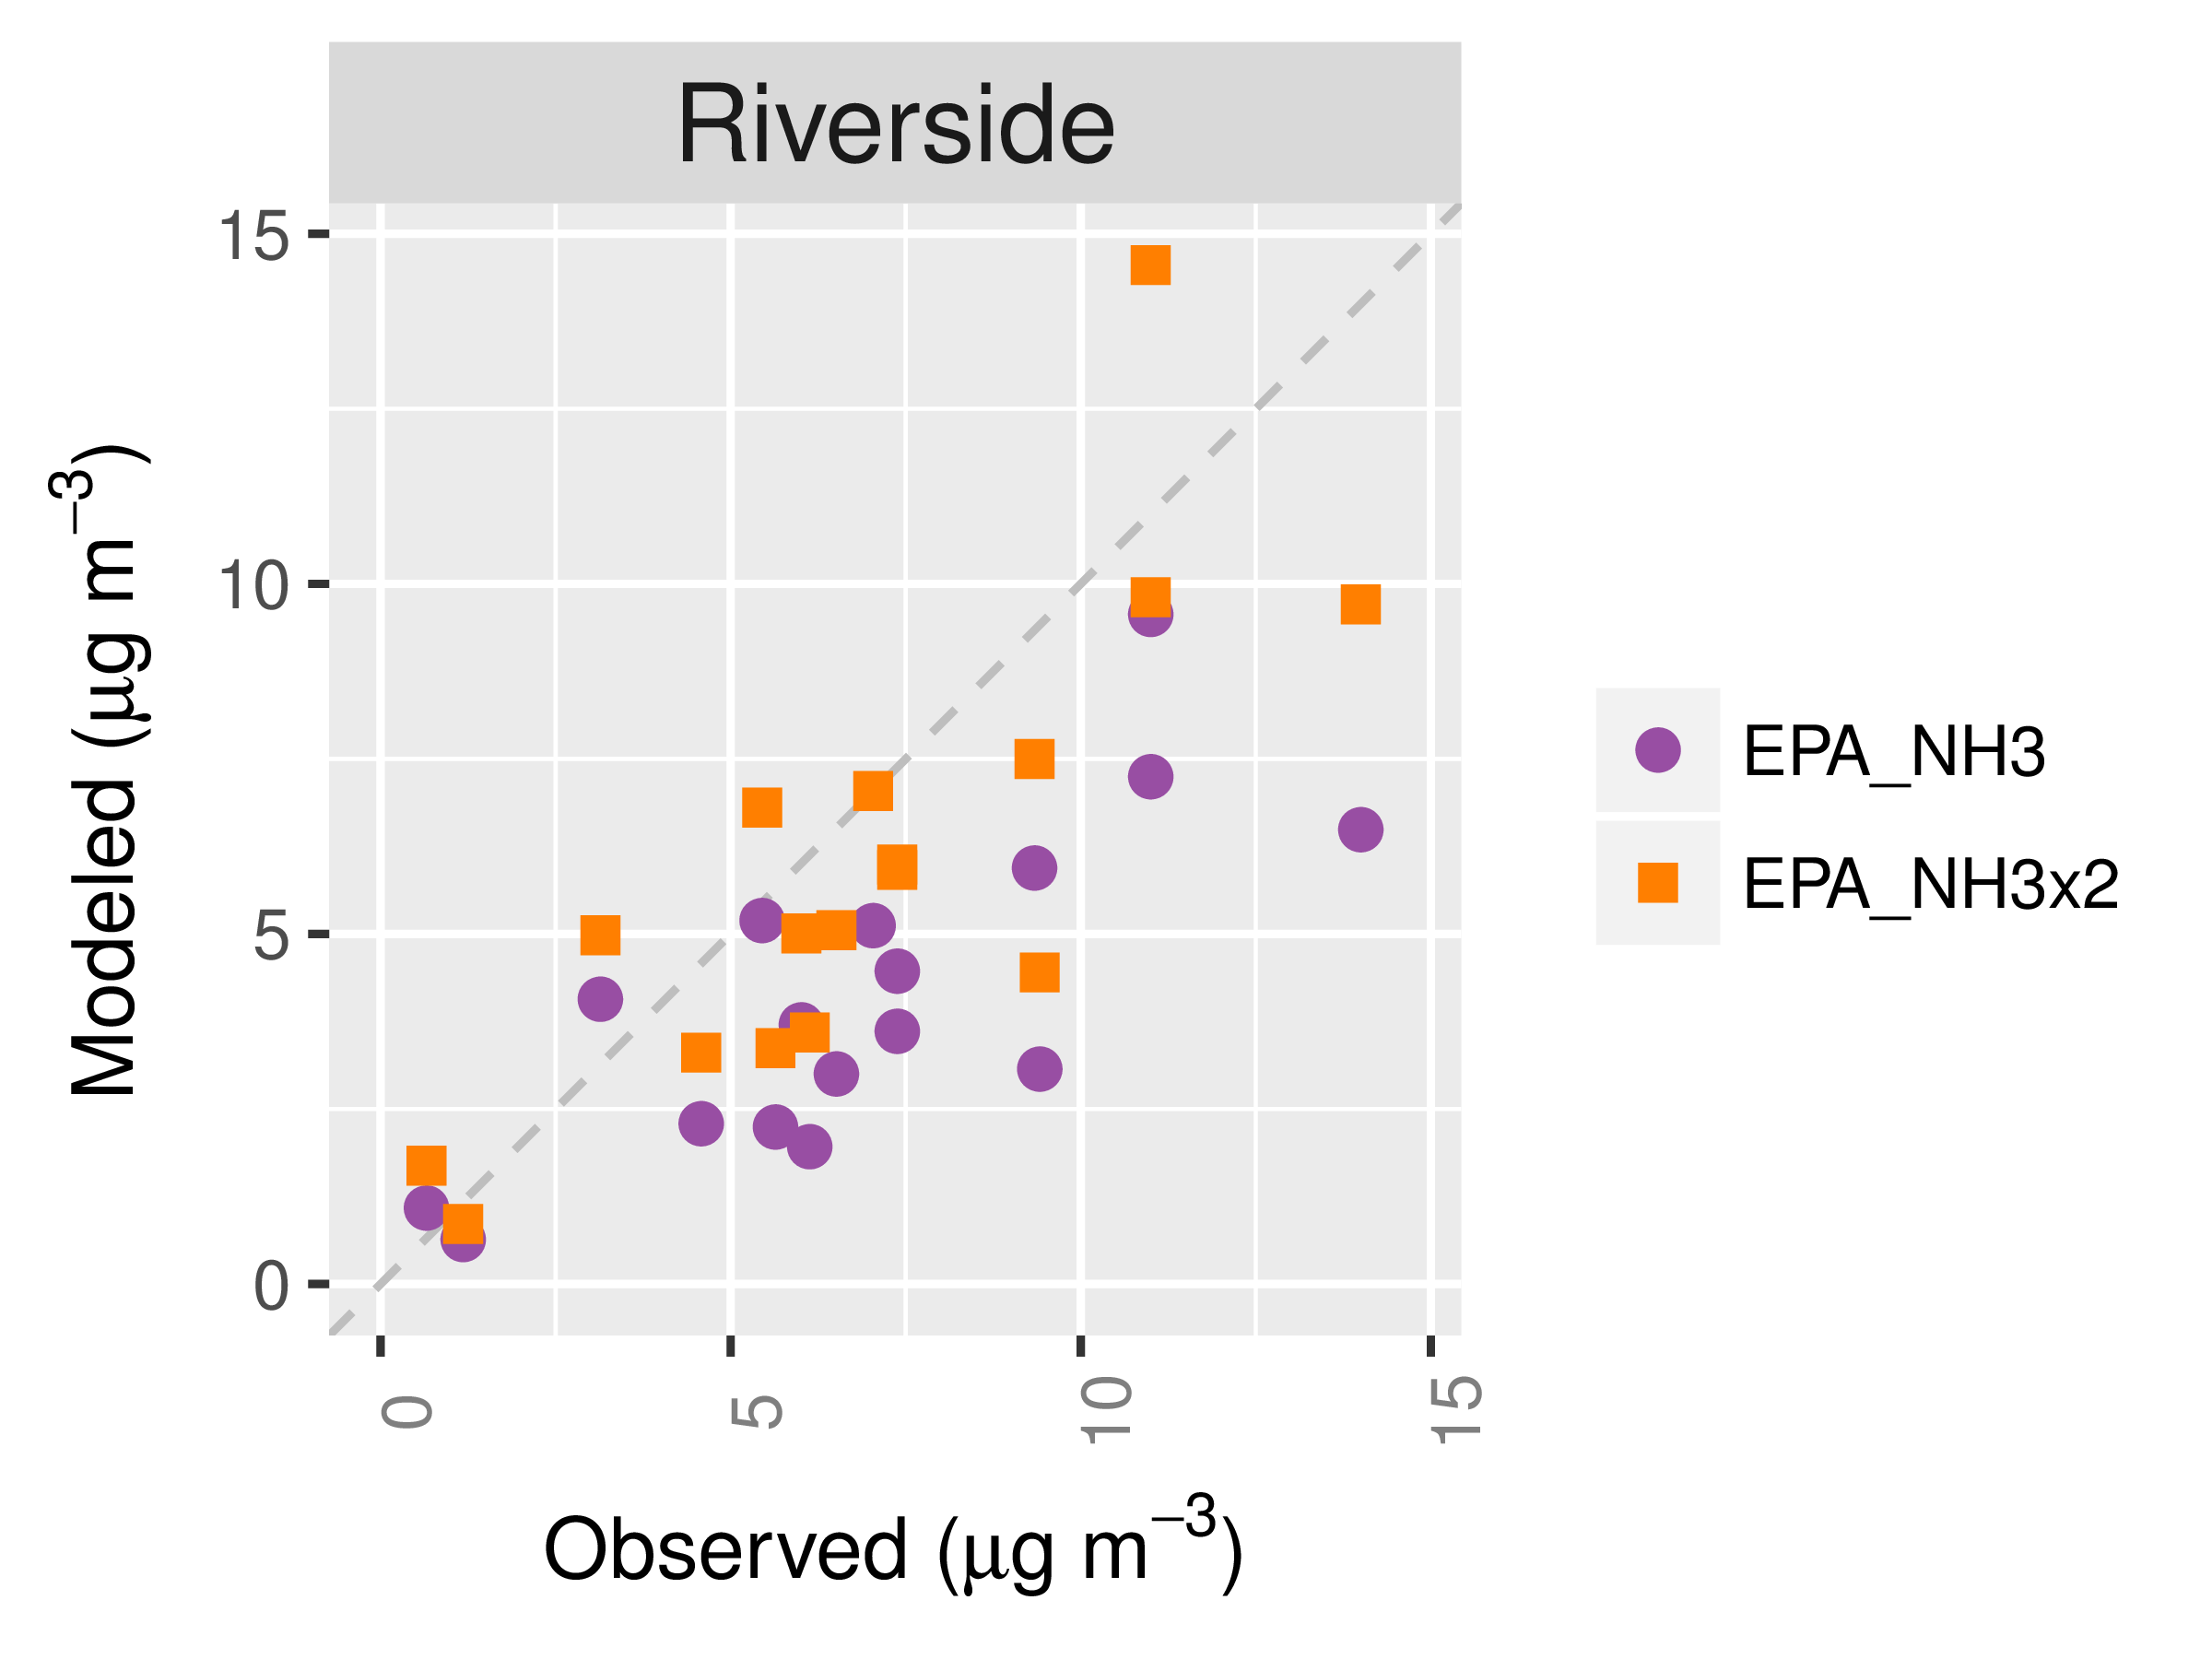 Riverside
15
10
5
0
Modeled (μg m⁻³)
0
5
10
15
Observed (μg m⁻³)
EPA_NH3
EPA_NH3x2